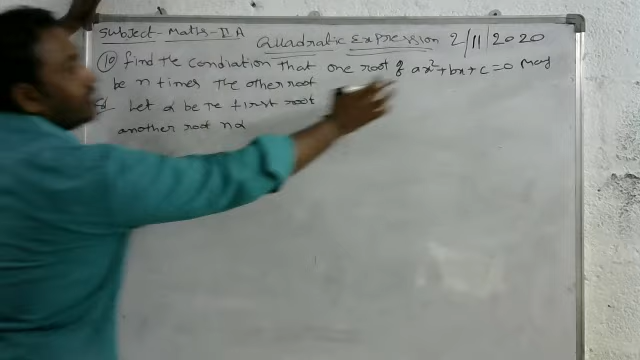 Subject - Maths - II A
Quadratic Expression 2/11/2020
10 Find the condiation that one root of ax²+bx+c=0 may
be n times the other root
Sol Let α be the first root
another root nα